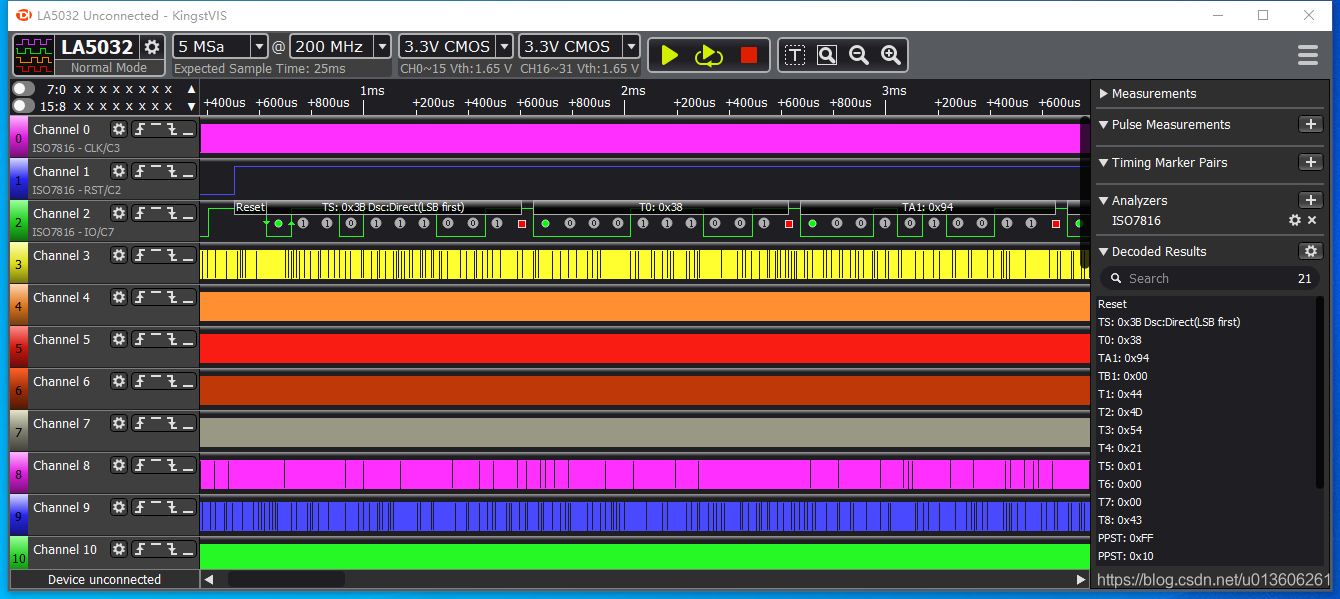 LA5032 Unconnected - KingstVIS
LA5032
Normal Mode
5 MSa @ 200 MHz
Expected Sample Time: 25ms
3.3V CMOS
CH0~15 Vth:1.65 V
3.3V CMOS
CH16~31 Vth:1.65 V
7:0 x x x x x x x x
15:8 x x x x x x x x
1ms 2ms 3ms
+400us +600us +800us +200us +400us +600us +800us +200us +400us +600us +800us +200us +400us +600us
0 Channel 0
ISO7816 - CLK/C3
1 Channel 1
ISO7816 - RST/C2
2 Channel 2
ISO7816 - IO/C7
Reset TS: 0x3B Dsc:Direct(LSB first) T0: 0x38 TA1: 0x94
1 1 0 1 1 1 0 0 1 0 0 0 1 1 1 0 0 1 0 0 1 0 1 0 0 1 1
3 Channel 3
4 Channel 4
5 Channel 5
6 Channel 6
7 Channel 7
8 Channel 8
9 Channel 9
10 Channel 10
Device unconnected
Measurements
Pulse Measurements
Timing Marker Pairs
Analyzers
ISO7816
Decoded Results
Search 21
Reset
TS: 0x3B Dsc:Direct(LSB first)
T0: 0x38
TA1: 0x94
TB1: 0x00
T1: 0x44
T2: 0x4D
T3: 0x54
T4: 0x21
T5: 0x01
T6: 0x00
T7: 0x00
T8: 0x43
PPST: 0xFF
PPST: 0x10
https://blog.csdn.net/u013606261